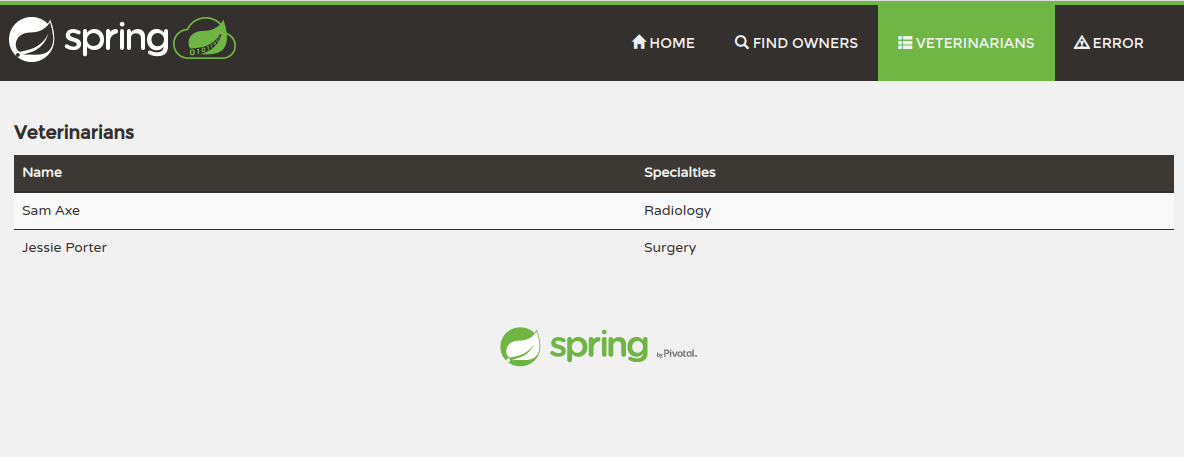 spring HOME FIND OWNERS VETERINARIANS ERROR
Veterinarians
Name Specialties
Sam Axe Radiology
Jessie Porter Surgery
spring by Pivotal